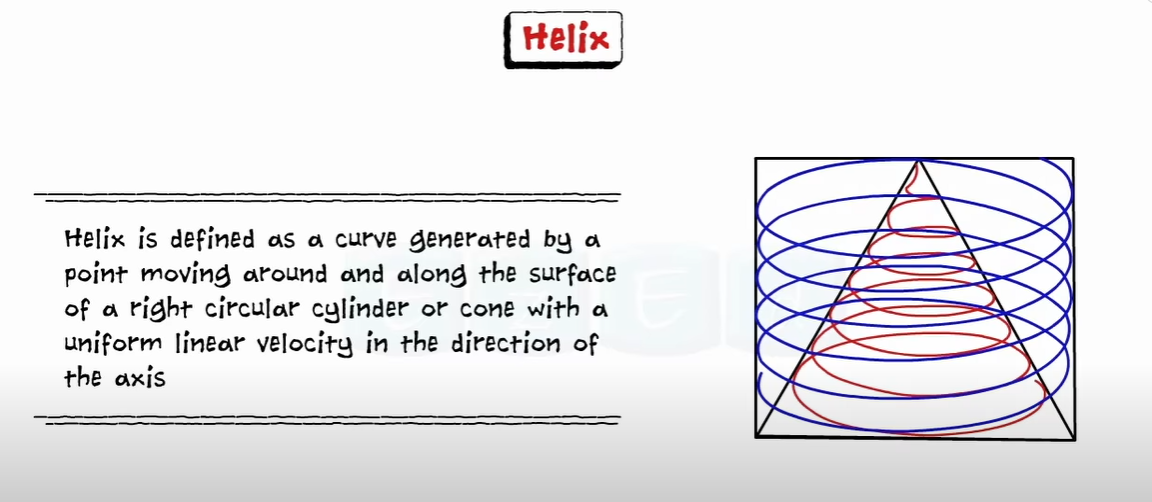 Helix
Helix is defined as a curve generated by a
point moving around and along the surface
of a right circular cylinder or cone with a
uniform linear velocity in the direction of
the axis